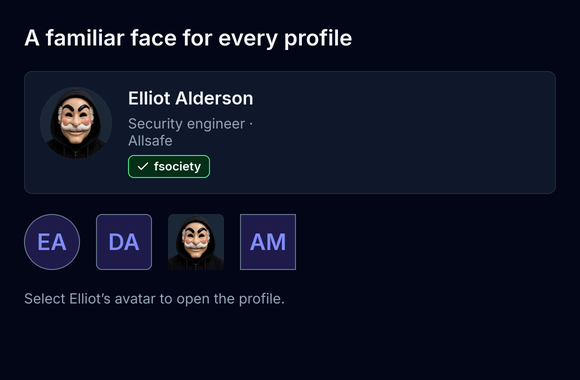 A familiar face for every profile
Elliot Alderson
Security engineer ·
Allsafe
fsociety
EA
DA
AM
Select Elliot’s avatar to open the profile.